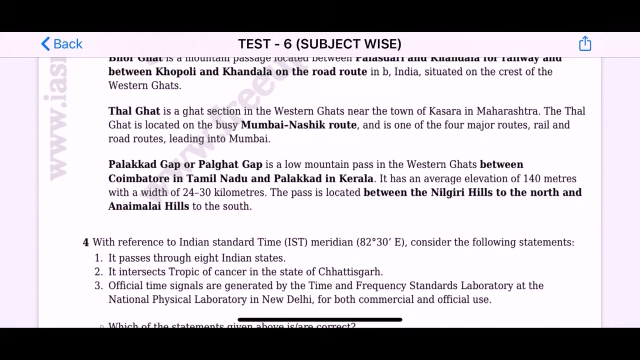 Back
TEST - 6 (SUBJECT WISE)
Bhor Ghat is a mountain passage located between Palasdari and Khandala for railway and
between Khopoli and Khandala on the road route in b, India, situated on the crest of the
Western Ghats.
Thal Ghat is a ghat section in the Western Ghats near the town of Kasara in Maharashtra. The Thal
Ghat is located on the busy Mumbai–Nashik route, and is one of the four major routes, rail and
road routes, leading into Mumbai.
Palakkad Gap or Palghat Gap is a low mountain pass in the Western Ghats between
Coimbatore in Tamil Nadu and Palakkad in Kerala. It has an average elevation of 140 metres
with a width of 24–30 kilometres. The pass is located between the Nilgiri Hills to the north and
Anaimalai Hills to the south.
4 With reference to Indian standard Time (IST) meridian (82°30’ E), consider the following statements:
1. It passes through eight Indian states.
2. It intersects Tropic of cancer in the state of Chhattisgarh.
3. Official time signals are generated by the Time and Frequency Standards Laboratory at the
National Physical Laboratory in New Delhi, for both commercial and official use.
Which of the statements given above is/are correct?